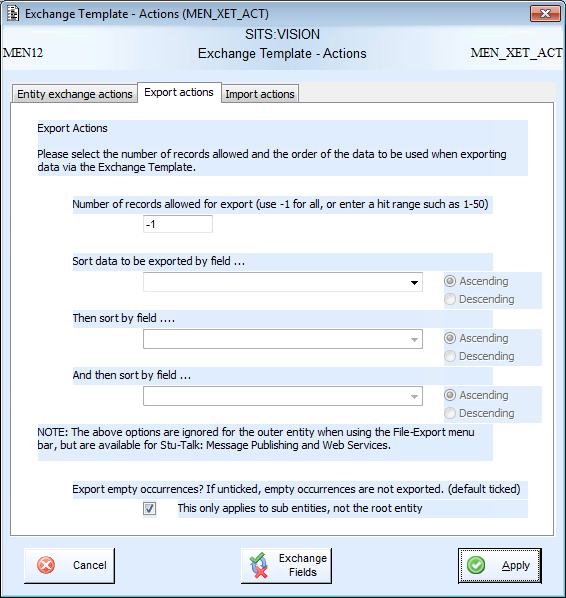 Exchange Template - Actions (MEN_XET_ACT)
SITS:VISION
MEN12
Exchange Template - Actions
MEN_XET_ACT
Entity exchange actions
Export actions
Import actions
Export Actions
Please select the number of records allowed and the order of the data to be used when exporting
data via the Exchange Template.
Number of records allowed for export (use -1 for all, or enter a hit range such as 1-50)
-1
Sort data to be exported by field ...
Ascending
Descending
Then sort by field ....
Ascending
Descending
And then sort by field ...
Ascending
Descending
NOTE: The above options are ignored for the outer entity when using the File-Export menu
bar, but are available for Stu-Talk: Message Publishing and Web Services.
Export empty occurrences? If unticked, empty occurrences are not exported. (default ticked)
This only applies to sub entities, not the root entity
Cancel
Exchange
Fields
Apply